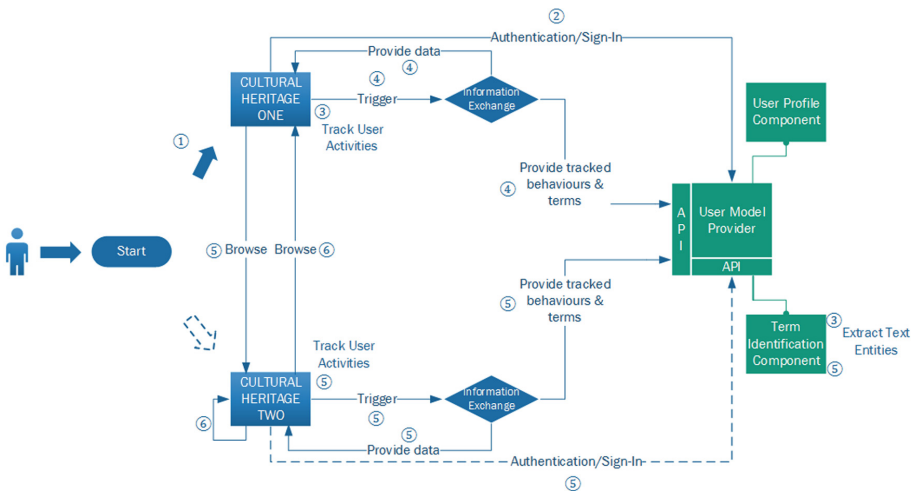 ②
Authentication/Sign-In
Provide data
④
CULTURAL
HERITAGE
ONE
④
Trigger
③
Track User
Activities
Information
Exchange
User Profile
Component
①
Provide tracked
behaviours &
terms
④
A
P
I
User Model
Provider
API
Start
⑤ Browse
Browse ⑥
Provide tracked
behaviours &
terms
⑤
Term
Identification
Component
③
Extract Text
Entities
⑤
Track User
Activities
⑤
CULTURAL
HERITAGE
TWO
⑥
Trigger
⑤
Information
Exchange
⑤
Provide data
Authentication/Sign-In
⑤